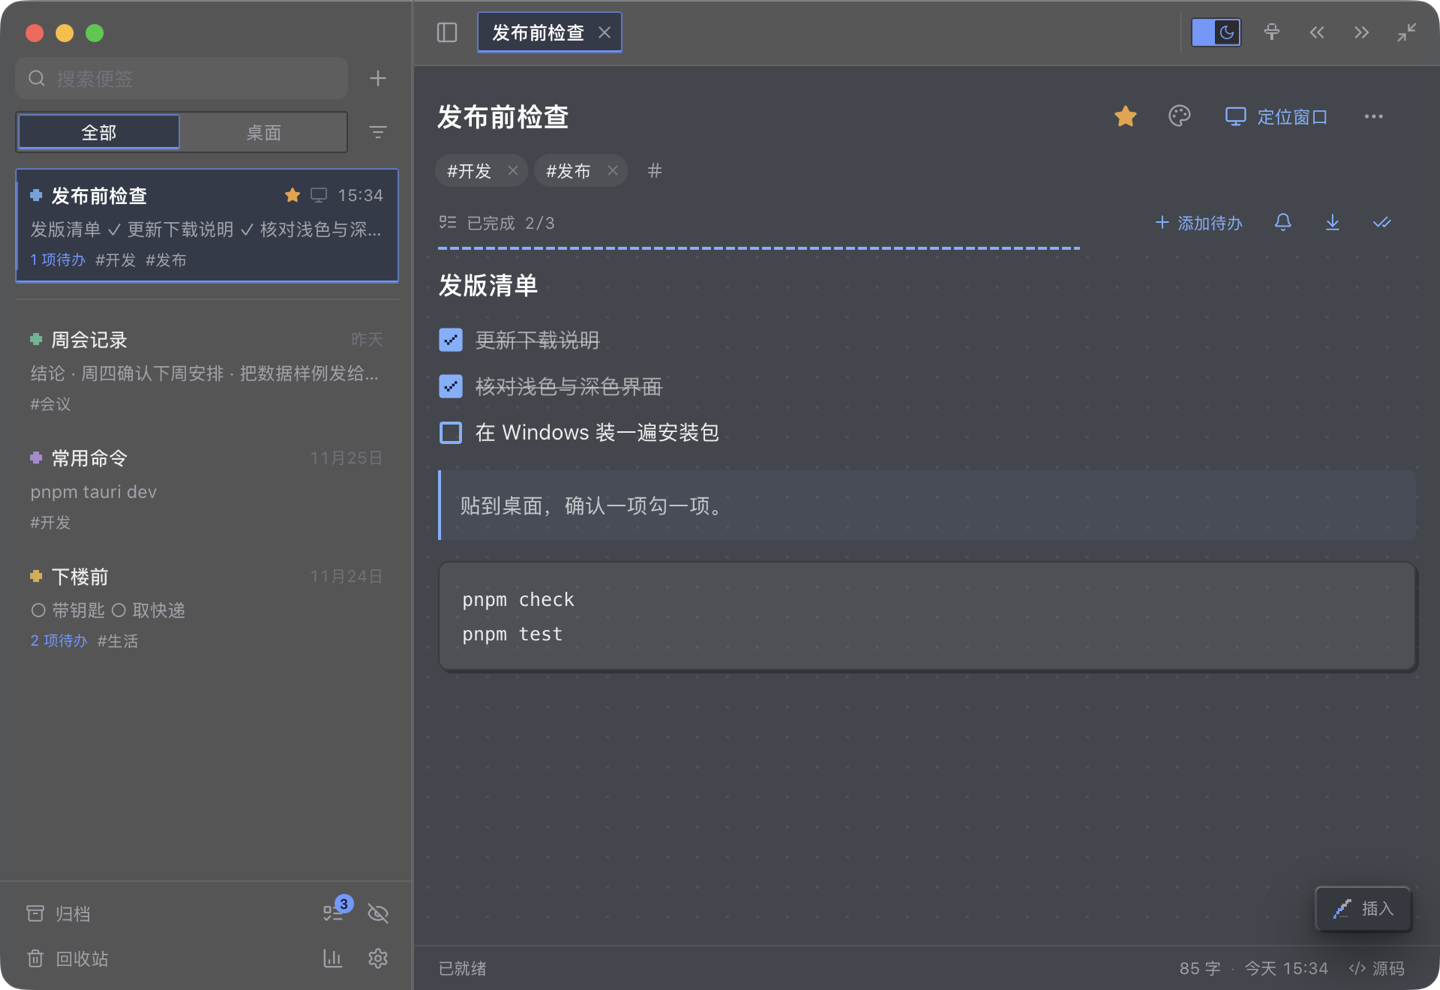 搜索便签
全部
桌面
发布前检查
15:34
发版清单 ✓ 更新下载说明 ✓ 核对浅色与深...
1 项待办 #开发 #发布
周会记录
昨天
结论 · 周四确认下周安排 · 把数据样例发给...
#会议
常用命令
11月25日
pnpm tauri dev
#开发
下楼前
11月24日
○ 带钥匙 ○ 取快递
2 项待办 #生活
归档
3
回收站
发布前检查
发布前检查
定位窗口
#开发
#发布
#
已完成 2/3
添加待办
发版清单
更新下载说明
核对浅色与深色界面
在 Windows 装一遍安装包
贴到桌面，确认一项勾一项。
pnpm check
pnpm test
插入
已就绪
85 字 · 今天 15:34
源码